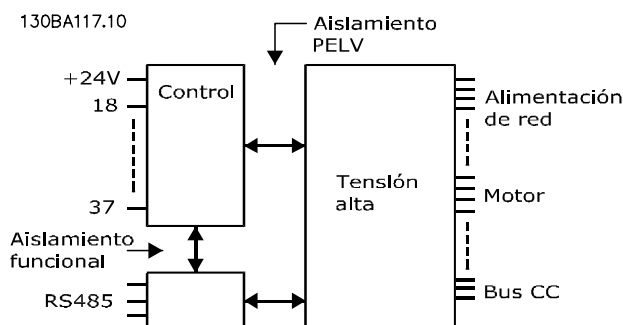 130BA117.10
Aislamiento
PELV
+24V
18
37
Control
Tensión
alta
Alimentación
de red
Motor
Bus CC
Aislamiento
funcional
RS485